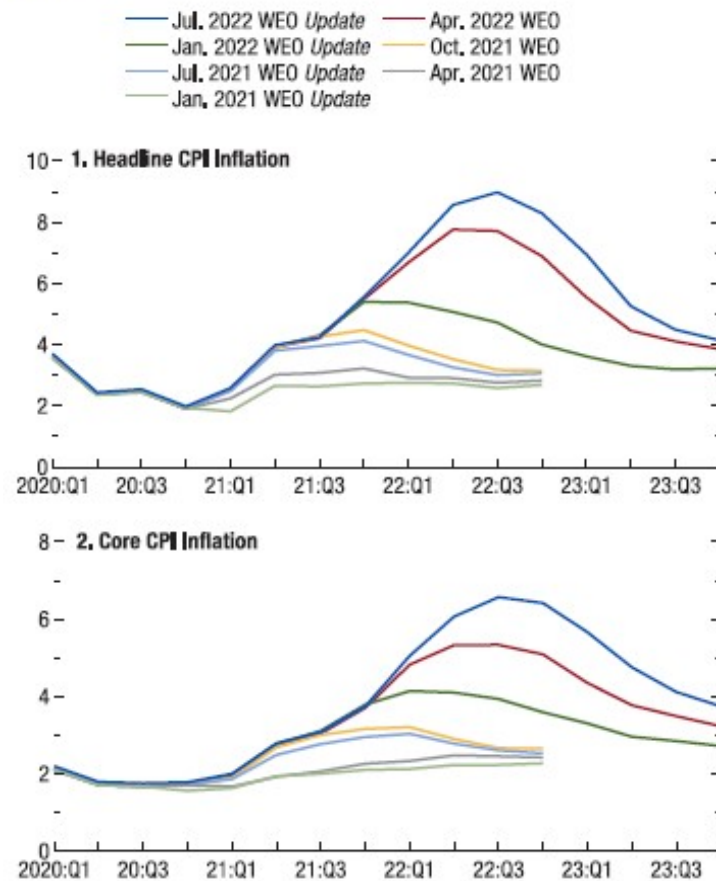 Jul. 2022 WEO Update Apr. 2022 WEO
Jan. 2022 WEO Update Oct. 2021 WEO
Jul. 2021 WEO Update Apr. 2021 WEO
Jan. 2021 WEO Update
1. Headline CPI Inflation
10
8
6
4
2
0
2020:Q1 20:Q3 21:Q1 21:Q3 22:Q1 22:Q3 23:Q1 23:Q3
2. Core CPI Inflation
8
6
4
2
0
2020:Q1 20:Q3 21:Q1 21:Q3 22:Q1 22:Q3 23:Q1 23:Q3